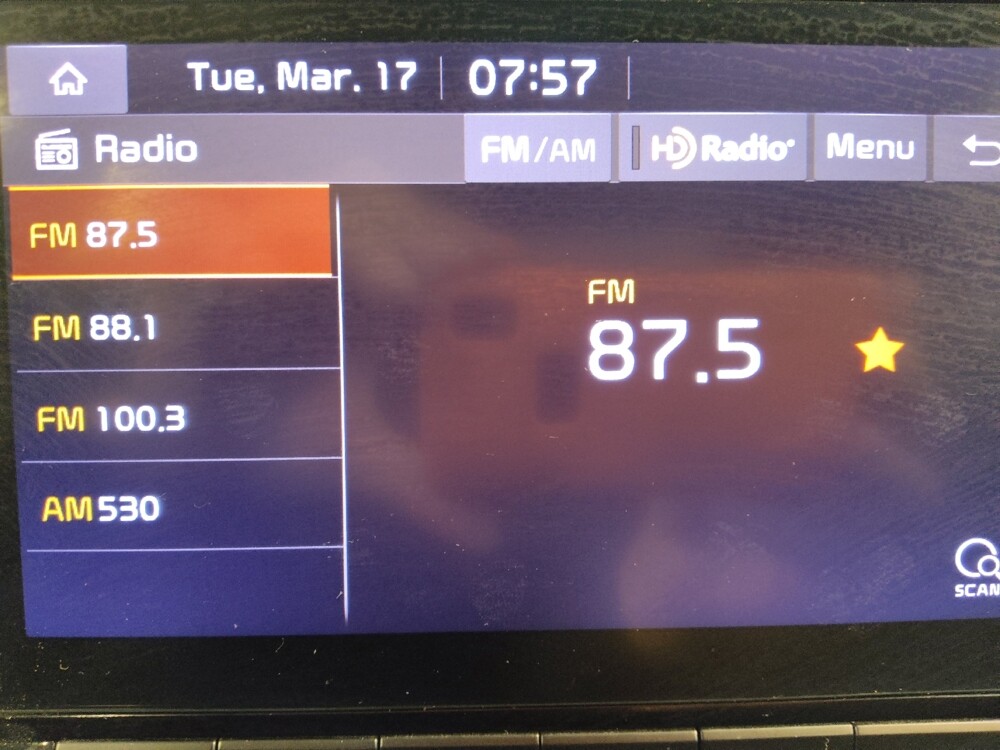 Tue, Mar. 17 07:57
Radio FM/AM HD Radio® Menu
FM 87.5
FM 88.1
FM 100.3
AM 530
FM
87.5
SCAN